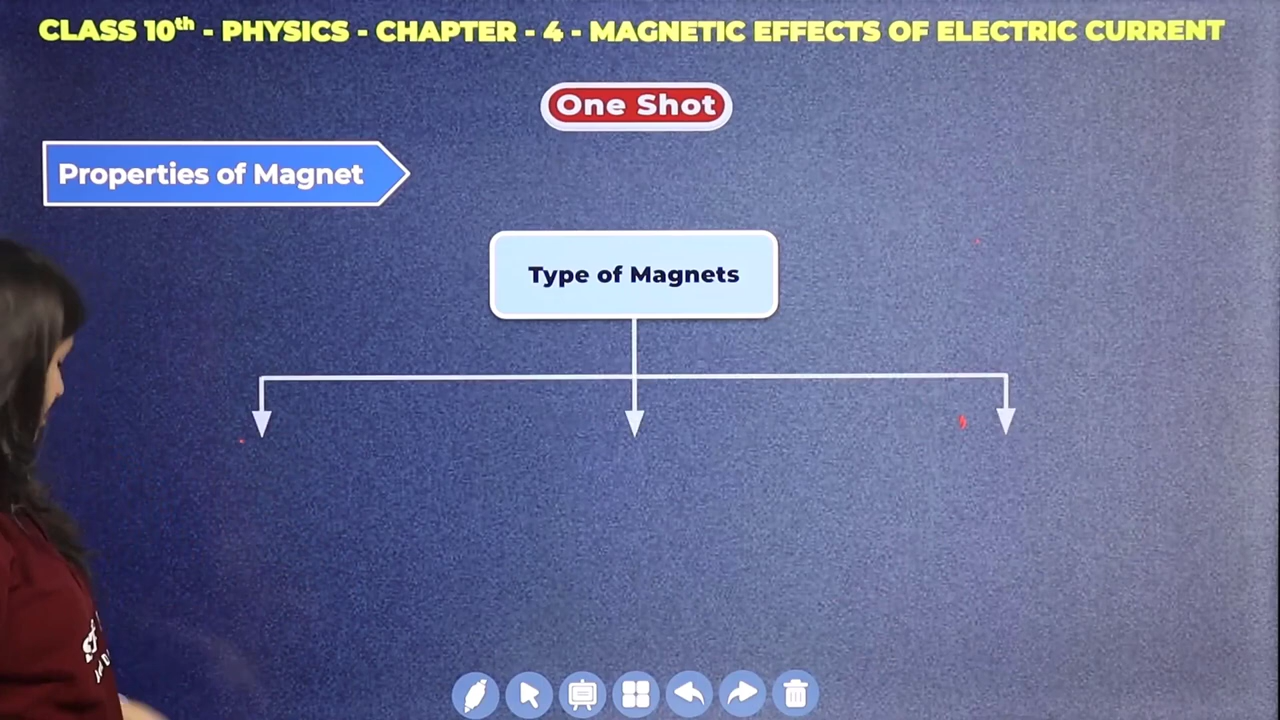 CLASS 10th - PHYSICS - CHAPTER - 4 - MAGNETIC EFFECTS OF ELECTRIC CURRENT
One Shot
Properties of Magnet
Type of Magnets